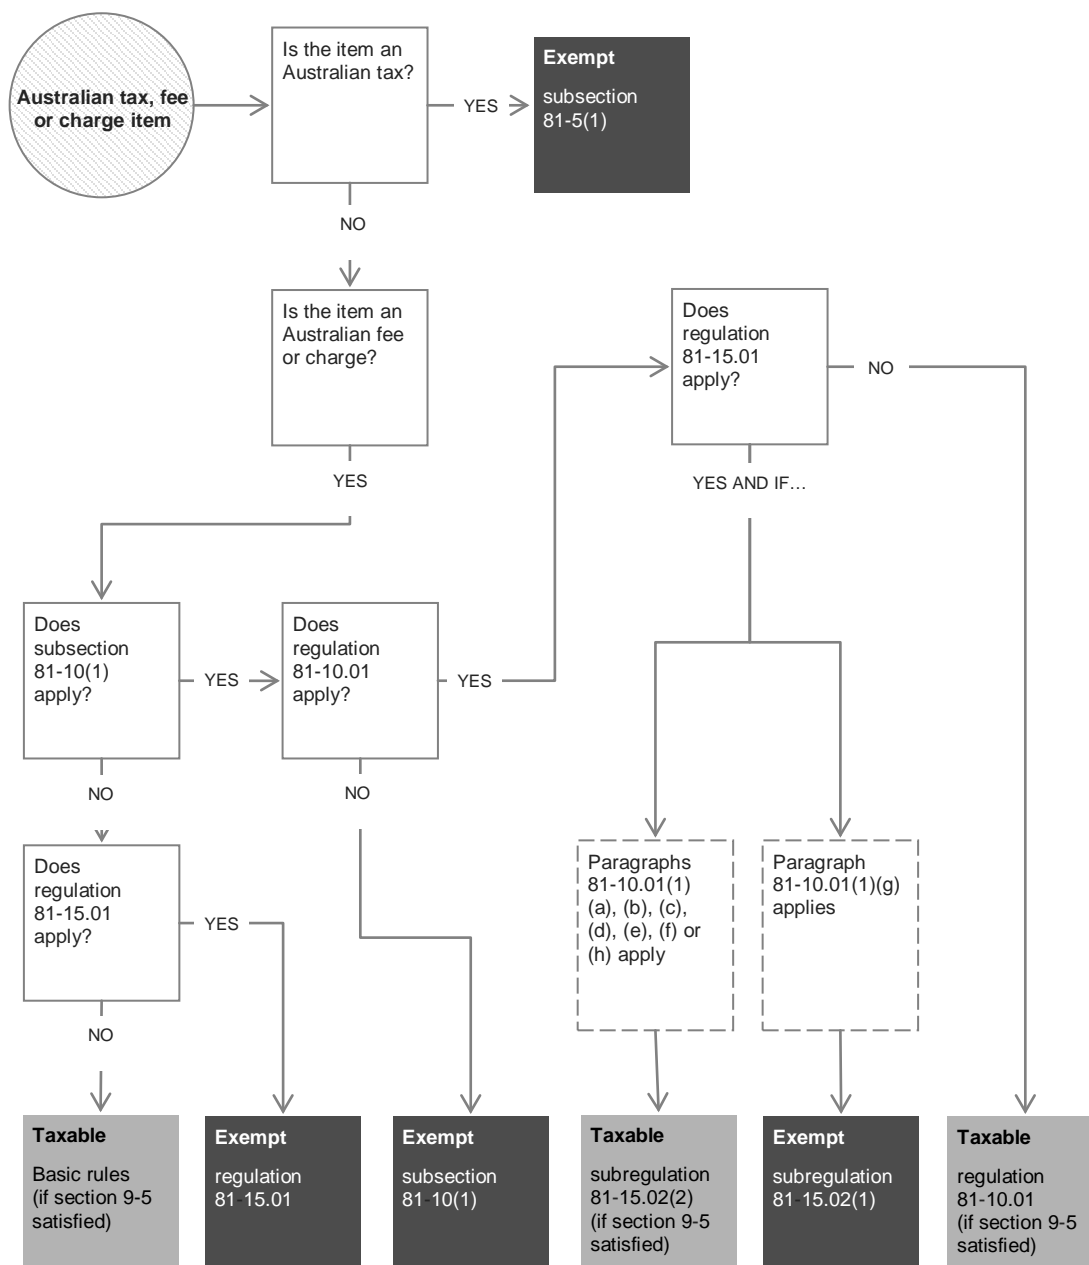 Australian tax, fee
or charge item
Is the item an
Australian tax?
YES
Exempt
subsection
81-5(1)
NO
Is the item an
Australian fee
or charge?
YES
Does
regulation
81-15.01
apply?
NO
YES AND IF…
Does
subsection
81-10(1)
apply?
YES
Does
regulation
81-10.01
apply?
YES
NO
NO
Does
regulation
81-15.01
apply?
YES
NO
Paragraphs
81-10.01(1)
(a), (b), (c),
(d), (e), (f) or
(h) apply
Paragraph
81-10.01(1)(g)
applies
Taxable
Basic rules
(if section 9-5
satisfied)
Exempt
regulation
81-15.01
Exempt
subsection
81-10(1)
Taxable
subregulation
81-15.02(2)
(if section 9-5
satisfied)
Exempt
subregulation
81-15.02(1)
Taxable
regulation
81-10.01
(if section 9-5
satisfied)